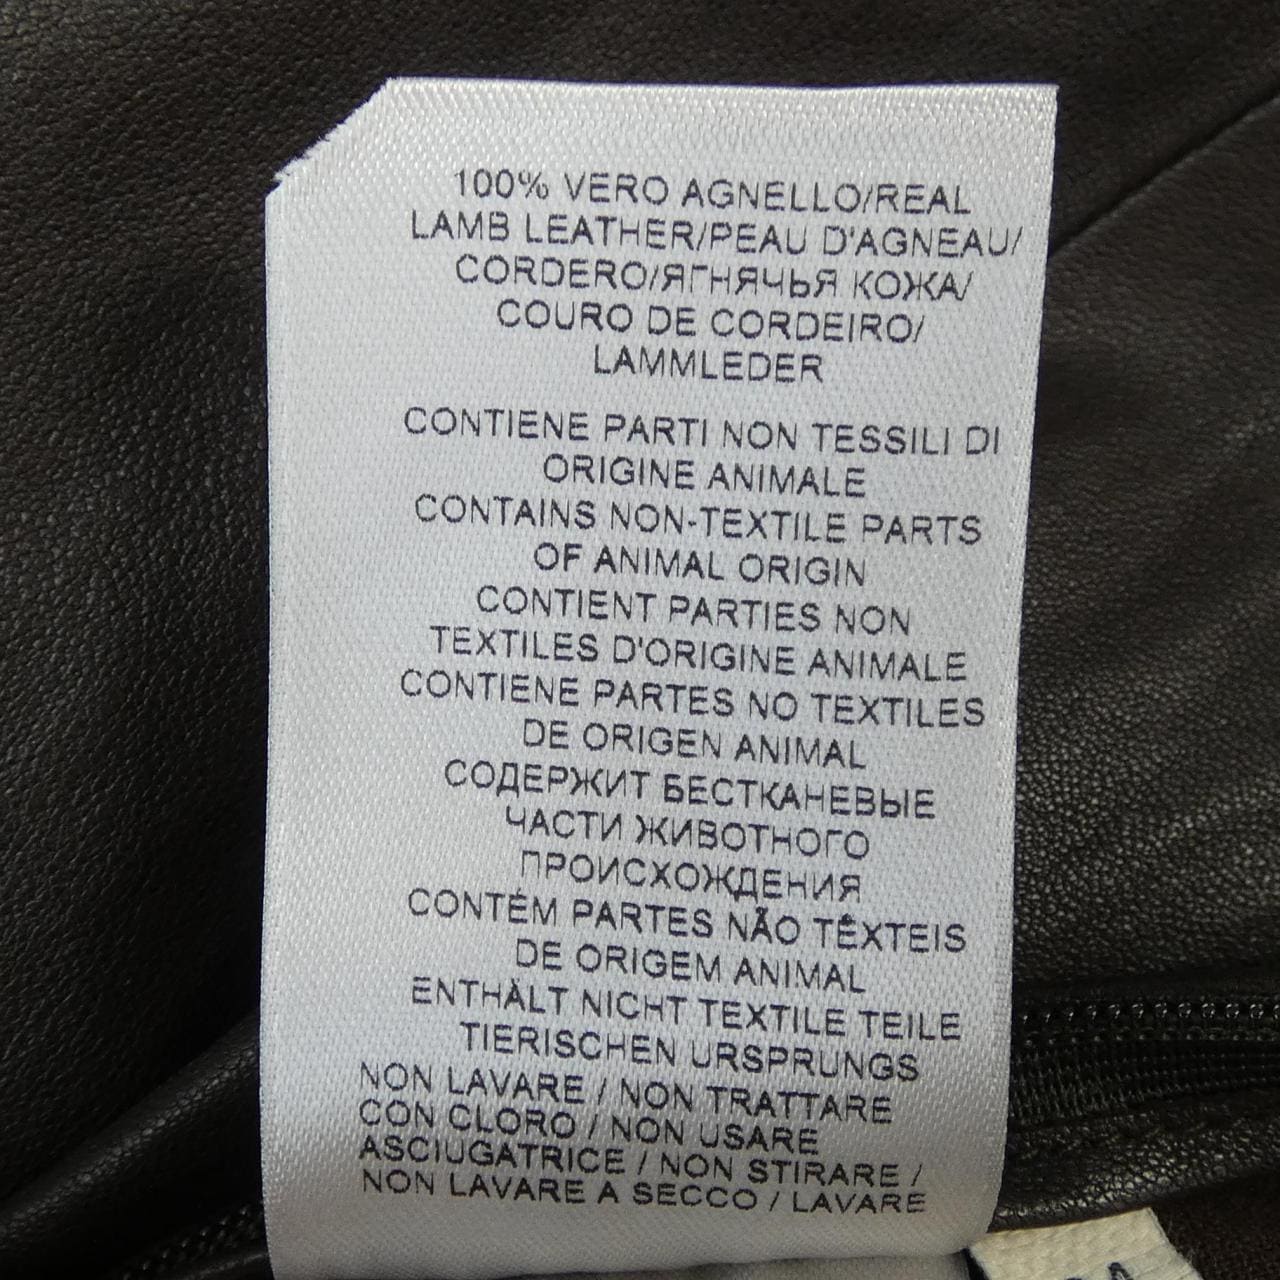 100% VERO AGNELLO/REAL
LAMB LEATHER/PEAU D'AGNEAU/
CORDERO/ЯГНЯЧЬЯ КОЖА/
COURO DE CORDEIRO/
LAMMLEDER
CONTIENE PARTI NON TESSILI DI
ORIGINE ANIMALE
CONTAINS NON-TEXTILE PARTS
OF ANIMAL ORIGIN
CONTIENT PARTIES NON
TEXTILES D'ORIGINE ANIMALE
CONTIENE PARTES NO TEXTILES
DE ORIGEN ANIMAL
СОДЕРЖИТ БЕСТКАНЕВЫЕ
ЧАСТИ ЖИВОТНОГО
ПРОИСХОЖДЕНИЯ
CONTÉM PARTES NÃO TÊXTEIS
DE ORIGEM ANIMAL
ENTHÄLT NICHT TEXTILE TEILE
TIERISCHEN URSPRUNGS
NON LAVARE / NON TRATTARE
CON CLORO / NON USARE
ASCIUGATRICE / NON STIRARE /
NON LAVARE A SECCO / LAVARE